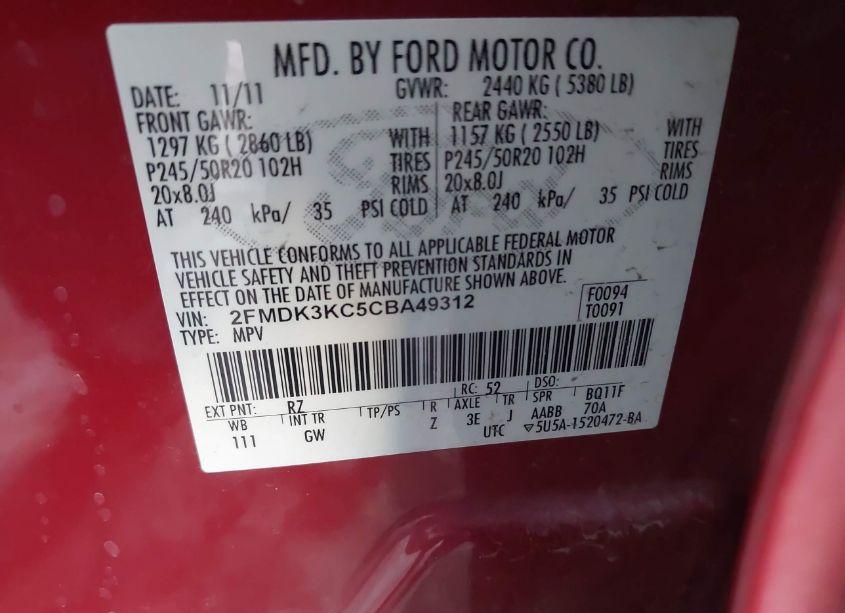 MFD. BY FORD MOTOR CO.
DATE: 11/11 GVWR: 2440 KG ( 5380 LB)
FRONT GAWR: REAR GAWR:
1297 KG ( 2860 LB) WITH 1157 KG ( 2550 LB) WITH
P245/50R20 102H TIRES P245/50R20 102H TIRES
20x8.0J RIMS 20x8.0J RIMS
AT 240 kPa/ 35 PSI COLD AT 240 kPa/ 35 PSI COLD
THIS VEHICLE CONFORMS TO ALL APPLICABLE FEDERAL MOTOR
VEHICLE SAFETY AND THEFT PREVENTION STANDARDS IN
EFFECT ON THE DATE OF MANUFACTURE SHOWN ABOVE.
VIN: 2FMDK3KC5CBA49312 F0094
TYPE: MPV T0091
EXT PNT: RZ RC: 52 DSO:
WB INT TR TP/PS R AXLE TR SPR BQ11F
111 GW Z 3E J AABB 70A
UTC ▽5U5A-1520472-BA